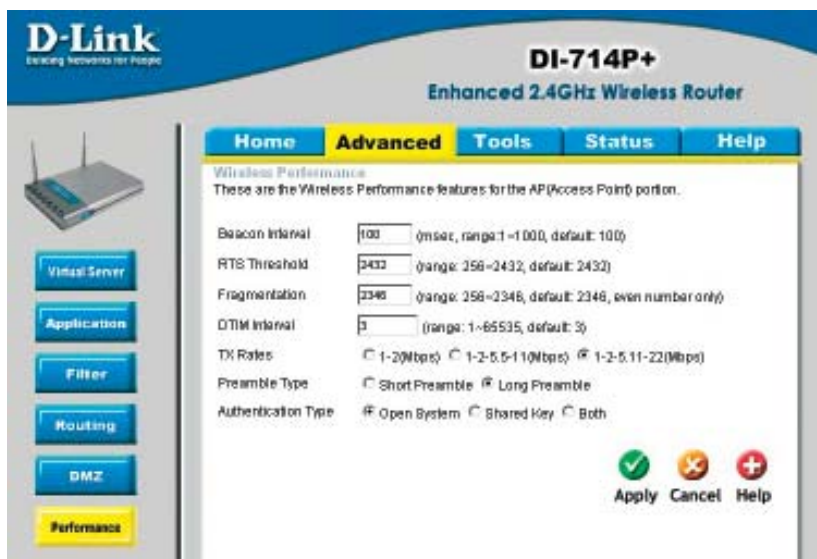 D-Link
Building Networks for People
DI-714P+
Enhanced 2.4GHz Wireless Router
Home Advanced Tools Status Help
Wireless Performance
These are the Wireless Performance features for the AP(Access Point) portion.
Beacon Interval 100 (msec, range:1~1000, default: 100)
RTS Threshold 2432 (range: 256~2432, default: 2432)
Fragmentation 2346 (range: 256~2346, default: 2346, even number only)
DTIM Interval 3 (range: 1~65535, default: 3)
TX Rates 1-2(Mbps) 1-2-5.5-11(Mbps) 1-2-5.11-22(Mbps)
Preamble Type Short Preamble Long Preamble
Authentication Type Open System Shared Key Both
Virtual Server
Application
Filter
Routing
DMZ
Performance
Apply Cancel Help